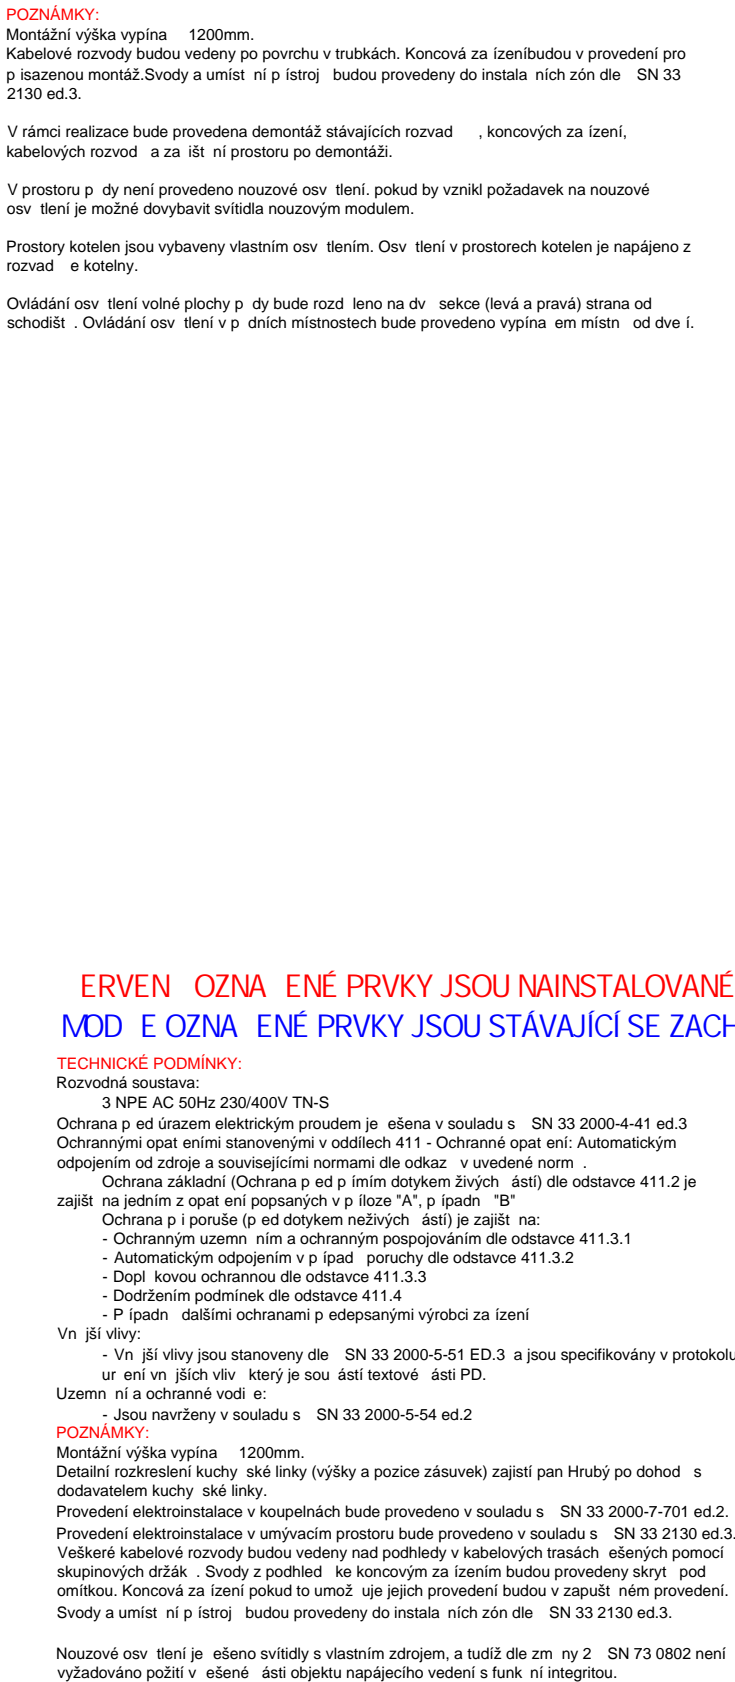 POZNÁMKY:
Montážní výška vypína 1200mm.
Kabelové rozvody budou vedeny po povrchu v trubkách. Koncová za ízeníbudou v provedení pro
p isazenou montáž.Svody a umíst ní p ístroj budou provedeny do instala ních zón dle SN 33
2130 ed.3.
V rámci realizace bude provedena demontáž stávajících rozvad , koncových za ízení,
kabelových rozvod a za išt ní prostoru po demontáži.
V prostoru p dy není provedeno nouzové osv tlení. pokud by vznikl požadavek na nouzové
osv tlení je možné dovybavit svítidla nouzovým modulem.
Prostory kotelen jsou vybaveny vlastním osv tlením. Osv tlení v prostorech kotelen je napájeno z
rozvad e kotelny.
Ovládání osv tlení volné plochy p dy bude rozd leno na dv sekce (levá a pravá) strana od
schodišt . Ovládání osv tlení v p dních místnostech bude provedeno vypína em místn od dve í.
ERVEN OZNA ENÉ PRVKY JSOU NAINSTALOVANÉ
MOD E OZNA ENÉ PRVKY JSOU STÁVAJÍCÍ SE ZACH
TECHNICKÉ PODMÍNKY:
Rozvodná soustava:
3 NPE AC 50Hz 230/400V TN-S
Ochrana p ed úrazem elektrickým proudem je ešena v souladu s SN 33 2000-4-41 ed.3
Ochrannými opat eními stanovenými v oddílech 411 - Ochranné opat ení: Automatickým
odpojením od zdroje a souvisejícími normami dle odkaz v uvedené norm .
Ochrana základní (Ochrana p ed p ímím dotykem živých ástí) dle odstavce 411.2 je
zajišt na jedním z opat ení popsaných v p íloze "A", p ípadn "B"
Ochrana p i poruše (p ed dotykem neživých ástí) je zajišt na:
- Ochranným uzemn ním a ochranným pospojováním dle odstavce 411.3.1
- Automatickým odpojením v p ípad poruchy dle odstavce 411.3.2
- Dopl kovou ochrannou dle odstavce 411.3.3
- Dodržením podmínek dle odstavce 411.4
- P ípadn dalšími ochranami p edepsanými výrobci za ízení
Vn jší vlivy:
- Vn jší vlivy jsou stanoveny dle SN 33 2000-5-51 ED.3 a jsou specifikovány v protokolu
ur ení vn jších vliv který je sou ástí textové ásti PD.
Uzemn ní a ochranné vodi e:
- Jsou navrženy v souladu s SN 33 2000-5-54 ed.2
POZNÁMKY:
Montážní výška vypína 1200mm.
Detailní rozkreslení kuchy ské linky (výšky a pozice zásuvek) zajistí pan Hrubý po dohod s
dodavatelem kuchy ské linky.
Provedení elektroinstalace v koupelnách bude provedeno v souladu s SN 33 2000-7-701 ed.2.
Provedení elektroinstalace v umývacím prostoru bude provedeno v souladu s SN 33 2130 ed.3.
Veškeré kabelové rozvody budou vedeny nad podhledy v kabelových trasách ešených pomocí
skupinových držák . Svody z podhled ke koncovým za ízením budou provedeny skryt pod
omítkou. Koncová za ízení pokud to umož uje jejich provedení budou v zapušt ném provedení.
Svody a umíst ní p ístroj budou provedeny do instala ních zón dle SN 33 2130 ed.3.
Nouzové osv tlení je ešeno svítidly s vlastním zdrojem, a tudíž dle zm ny 2 SN 73 0802 není
vyžadováno požití v ešené ásti objektu napájecího vedení s funk ní integritou.